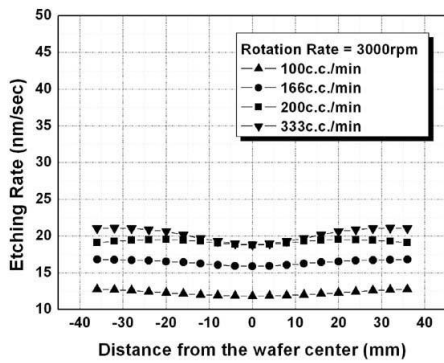 50
45
40
35
30
25
20
15
10
Etching Rate (nm/sec)
Rotation Rate = 3000rpm
100c.c./min
166c.c./min
200c.c./min
333c.c./min
-40 -30 -20 -10 0 10 20 30 40
Distance from the wafer center (mm)